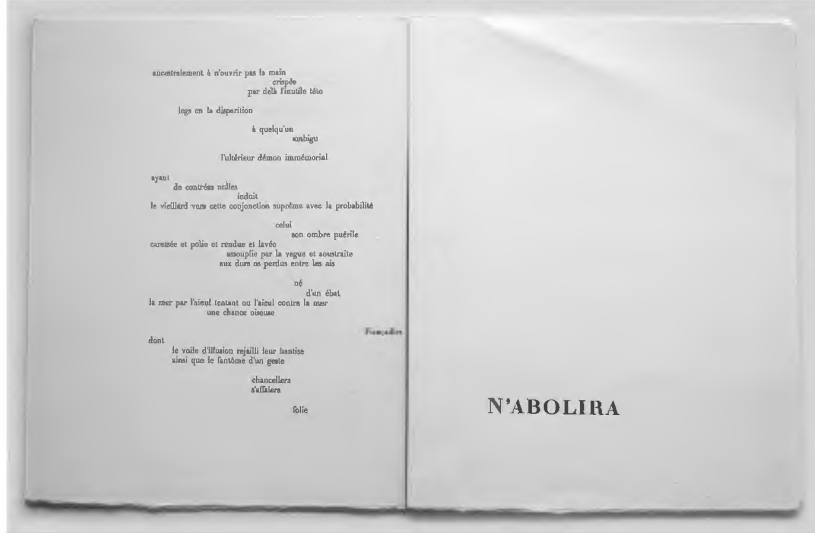 ancestralement à n'ouvrir pas la main
crispée
par delà l'inutile tête
legs en la disparition
à quelqu'un
ambigu
l'ultérieur démon immémorial
ayant
de contrées nulles
induit
le vieillard vers cette conjonction suprême avec la probabilité
celui
son ombre puérile
caressée et polie et rendue et lavée
assouplie par la vague et soustraite
aux durs os perdus entre les ais
né
d'un ébat
la mer par l'aïeul tentant ou l'aïeul contre la mer
une chance oiseuse
Fiançailles
dont
le voile d'illusion rejailli leur hantise
ainsi que le fantôme d'un geste
chancellera
s'affalera
folie
N'ABOLIRA